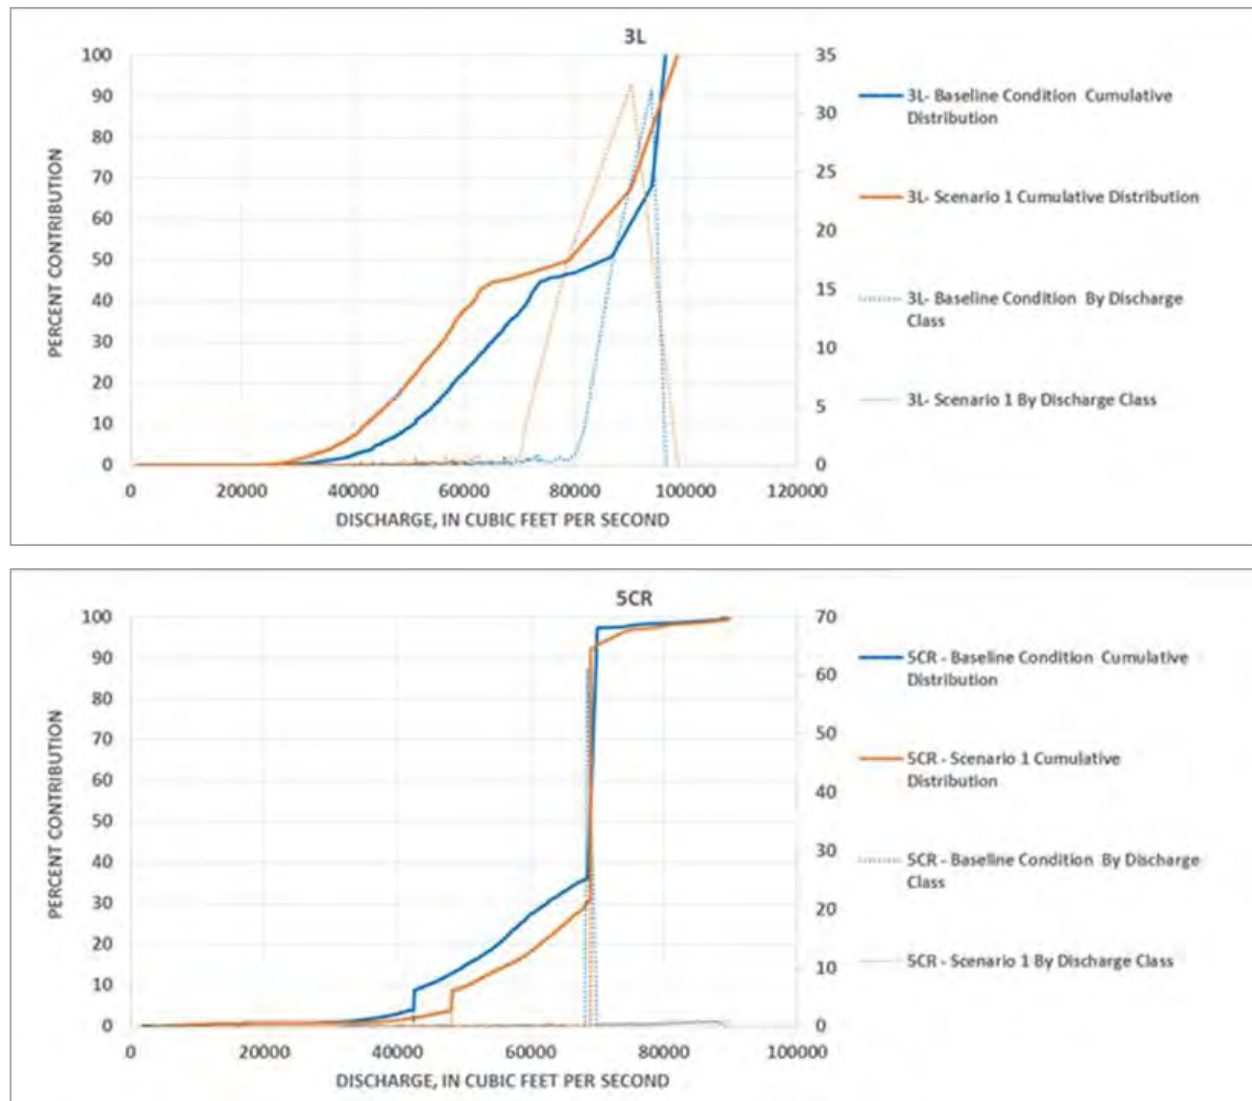 3L
100
90
80
70
60
50
40
30
20
10
0
PERCENT CONTRIBUTION
35
30
25
20
15
10
5
0
0 20000 40000 60000 80000 100000 120000
DISCHARGE, IN CUBIC FEET PER SECOND
3L- Baseline Condition Cumulative
Distribution
3L- Scenario 1 Cumulative Distribution
3L- Baseline Condition By Discharge
Class
3L- Scenario 1 By Discharge Class
5CR
100
90
80
70
60
50
40
30
20
10
0
PERCENT CONTRIBUTION
70
60
50
40
30
20
10
0
0 20000 40000 60000 80000 100000
DISCHARGE, IN CUBIC FEET PER SECOND
5CR - Baseline Condition Cumulative
Distribution
5CR - Scenario 1 Cumulative
Distribution
5CR - Baseline Condition By Discharge
Class
5CR - Scenario 1 By Discharge Class